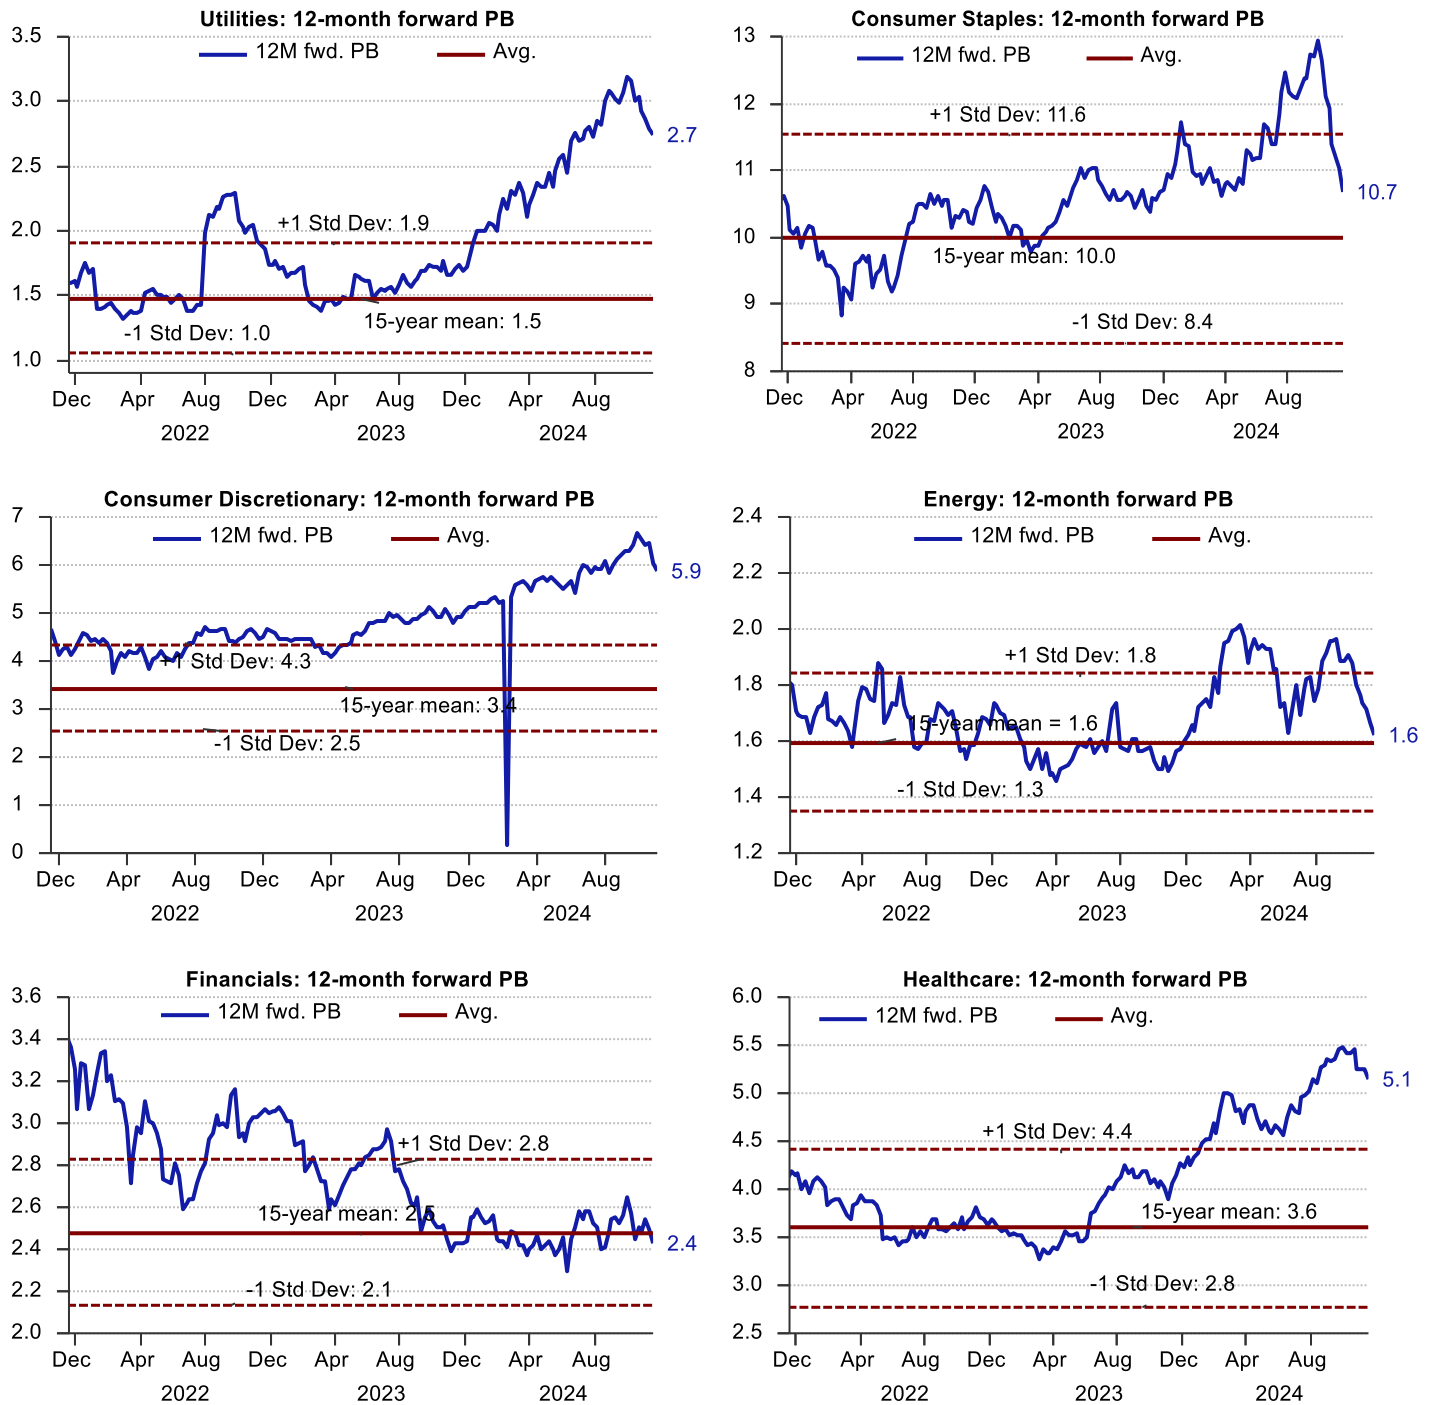 Utilities: 12-month forward PB
12M fwd. PB
Avg.
3.5
3.0
2.5
2.0
1.5
1.0
+1 Std Dev: 1.9
15-year mean: 1.5
-1 Std Dev: 1.0
2.7
Dec Apr Aug Dec Apr Aug Dec Apr Aug
2022 2023 2024
Consumer Staples: 12-month forward PB
12M fwd. PB
Avg.
13
12
11
10
9
8
+1 Std Dev: 11.6
15-year mean: 10.0
-1 Std Dev: 8.4
10.7
Dec Apr Aug Dec Apr Aug Dec Apr Aug
2022 2023 2024
Consumer Discretionary: 12-month forward PB
12M fwd. PB
Avg.
7
6
5
4
3
2
1
0
+1 Std Dev: 4.3
15-year mean: 3.4
-1 Std Dev: 2.5
5.9
Dec Apr Aug Dec Apr Aug Dec Apr Aug
2022 2023 2024
Energy: 12-month forward PB
12M fwd. PB
Avg.
2.4
2.2
2.0
1.8
1.6
1.4
1.2
+1 Std Dev: 1.8
15-year mean = 1.6
-1 Std Dev: 1.3
1.6
Dec Apr Aug Dec Apr Aug Dec Apr Aug
2022 2023 2024
Financials: 12-month forward PB
12M fwd. PB
Avg.
3.6
3.4
3.2
3.0
2.8
2.6
2.4
2.2
2.0
+1 Std Dev: 2.8
15-year mean: 2.5
-1 Std Dev: 2.1
2.4
Dec Apr Aug Dec Apr Aug Dec Apr Aug
2022 2023 2024
Healthcare: 12-month forward PB
12M fwd. PB
Avg.
6.0
5.5
5.0
4.5
4.0
3.5
3.0
2.5
+1 Std Dev: 4.4
15-year mean: 3.6
-1 Std Dev: 2.8
5.1
Dec Apr Aug Dec Apr Aug Dec Apr Aug
2022 2023 2024